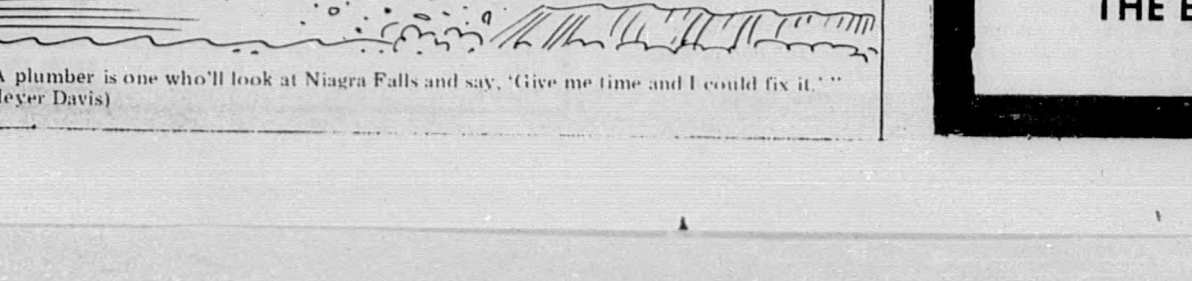 THE E
A plumber is one who'll look at Niagra Falls and say, 'Give me time and I could fix it.' "
leyer Davis)